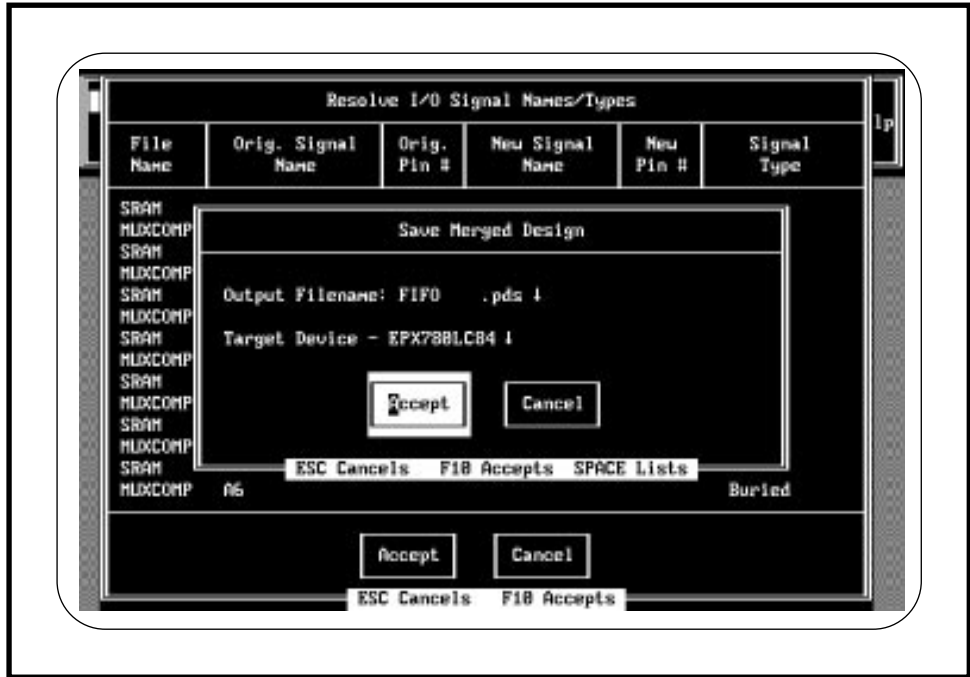 Resolve I/O Signal Names/Types
lp
File Name
Orig. Signal Name
Orig. Pin #
New Signal Name
New Pin #
Signal Type
SRAM
MUXCOMP
SRAM
MUXCOMP
SRAM
MUXCOMP
SRAM
MUXCOMP
SRAM
MUXCOMP
SRAM
MUXCOMP
SRAM
MUXCOMP A6 Buried
Save Merged Design
Output Filename: FIFO .pds ↓
Target Device - EPX780LC84 ↓
Accept Cancel
ESC Cancels F10 Accepts SPACE Lists
Accept Cancel
ESC Cancels F10 Accepts